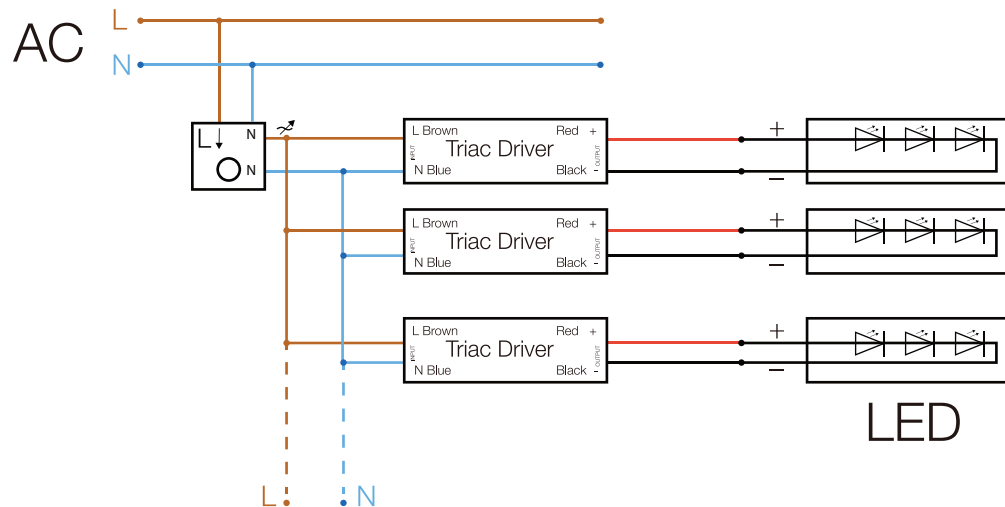 AC
L
N
L N
N
L Brown Red +
INPUT Triac Driver OUTPUT
N Blue Black -
+
−
L Brown Red +
INPUT Triac Driver OUTPUT
N Blue Black -
+
−
L Brown Red +
INPUT Triac Driver OUTPUT
N Blue Black -
+
−
LED
L N